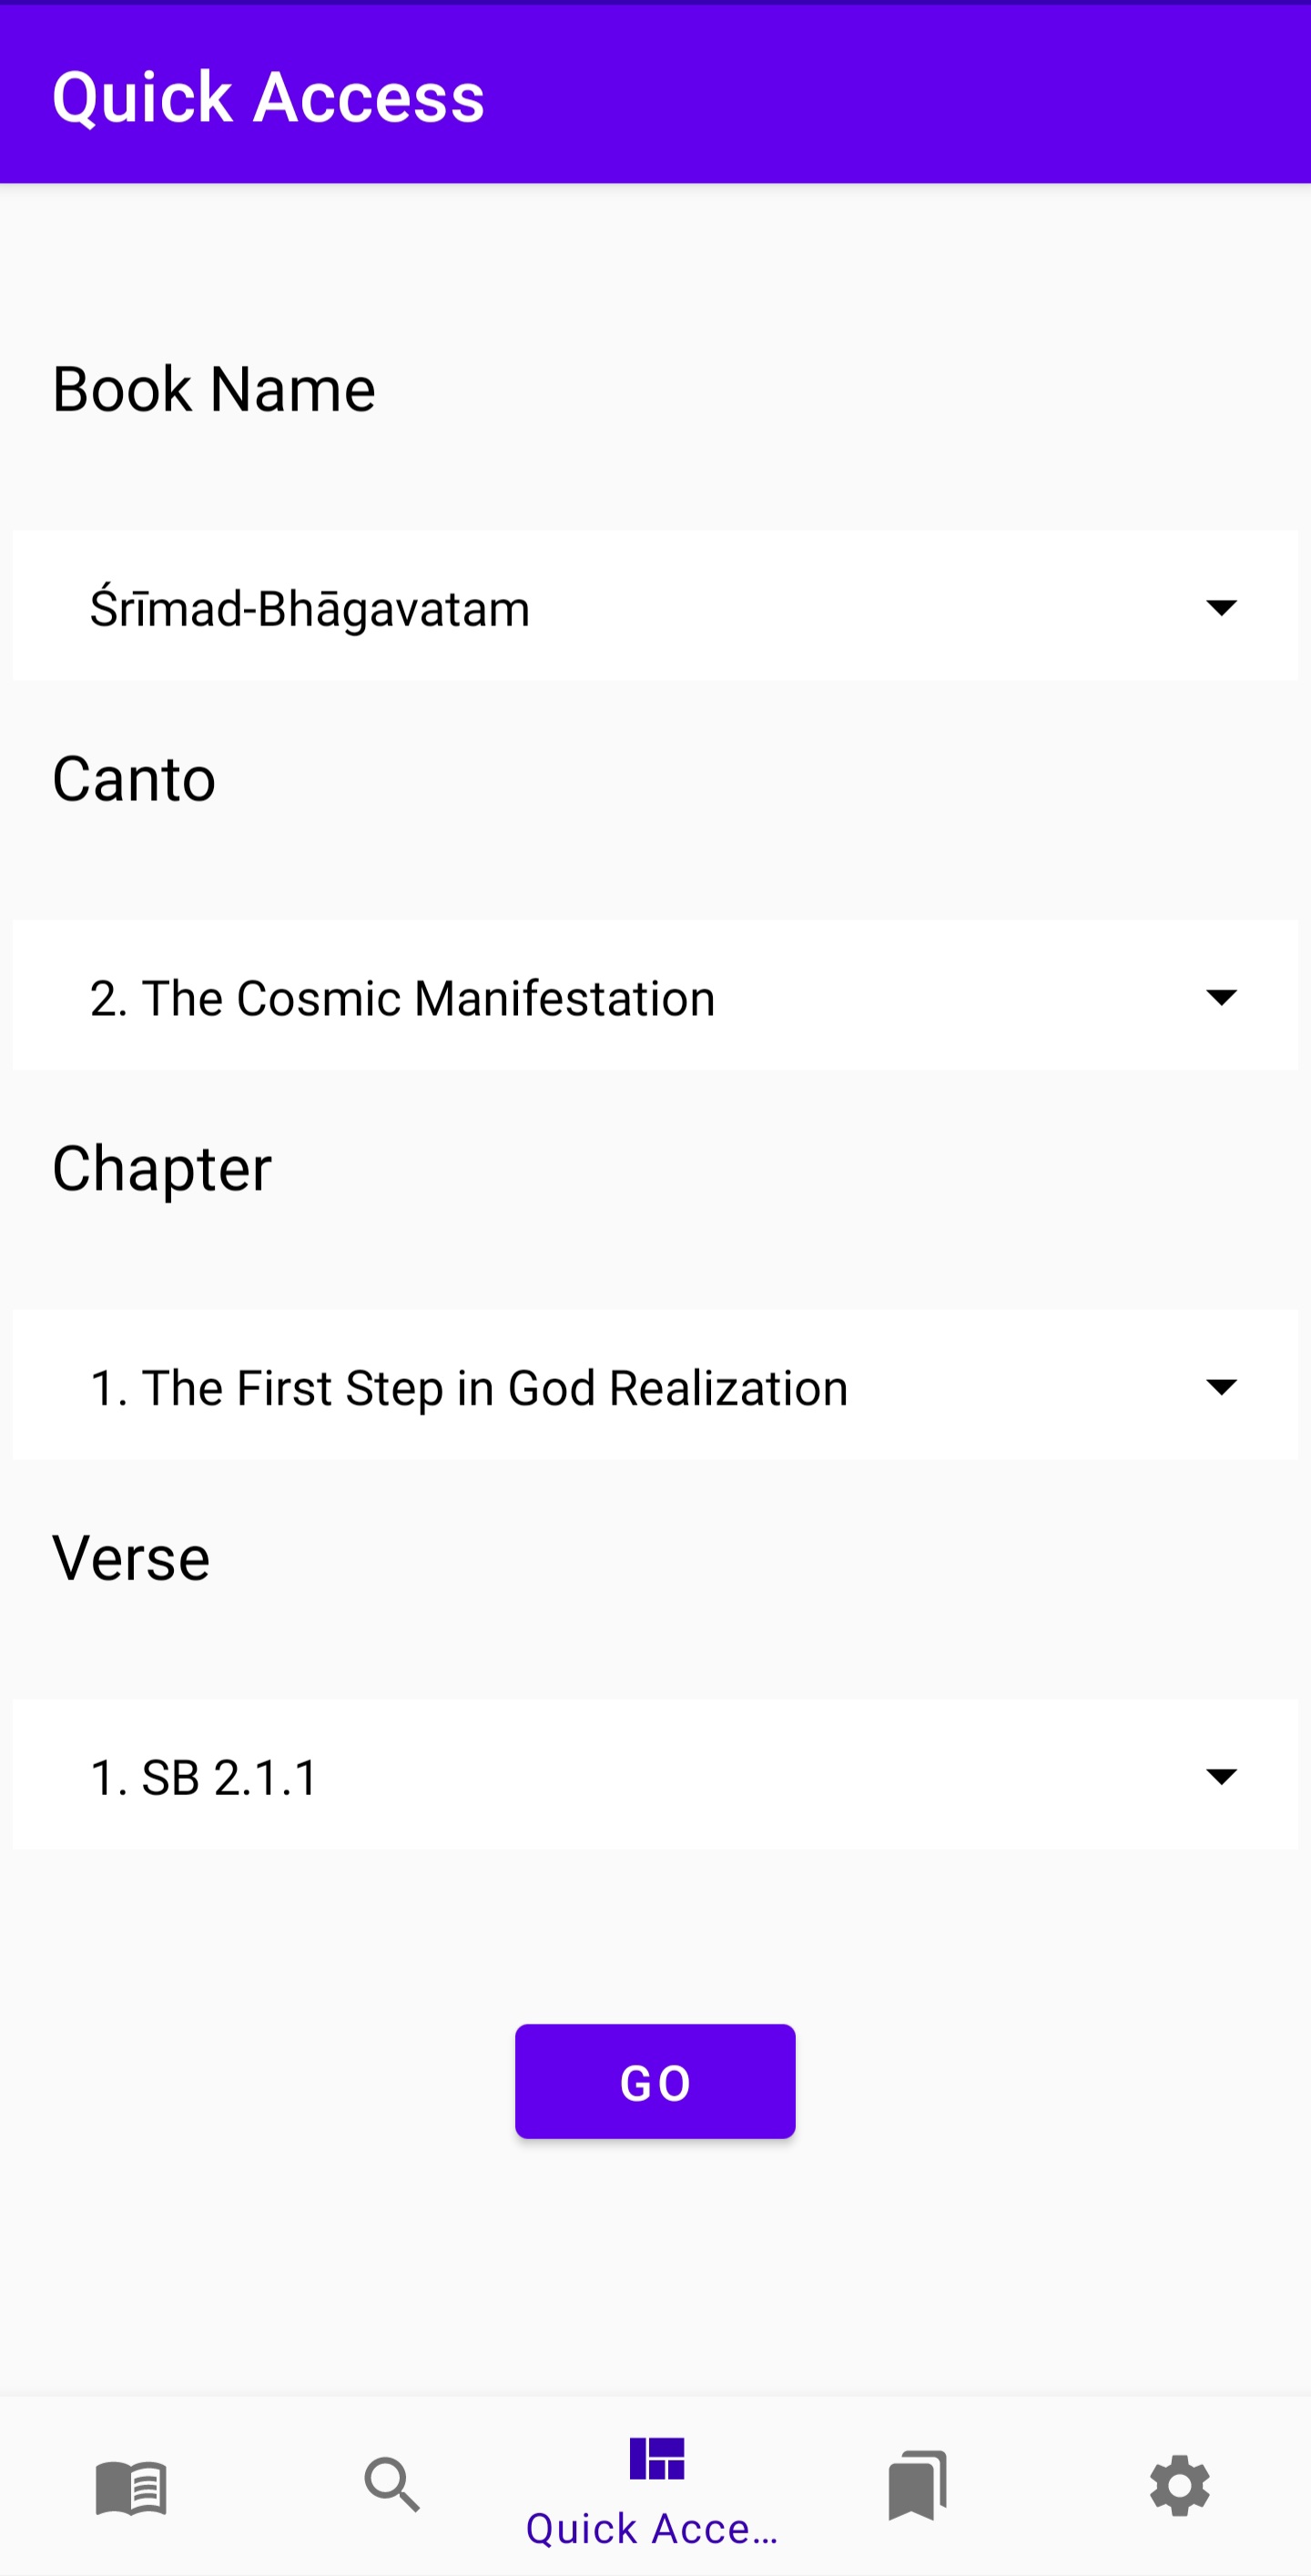 Quick Access
Book Name
Śrīmad-Bhāgavatam
Canto
2. The Cosmic Manifestation
Chapter
1. The First Step in God Realization
Verse
1. SB 2.1.1
GO
Quick Acce...